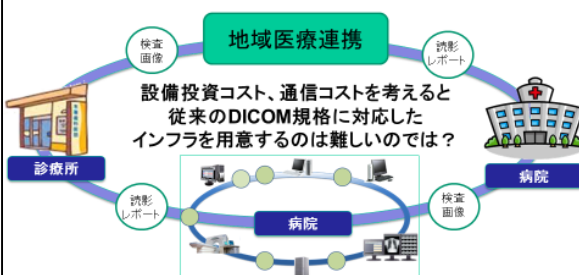 地域医療連携
検査
画像
読影
レポート
設備投資コスト、通信コストを考えると
従来のDICOM規格に対応した
インフラを用意するのは難しいのでは？
診療所
病院
読影
レポート
病院
検査
画像